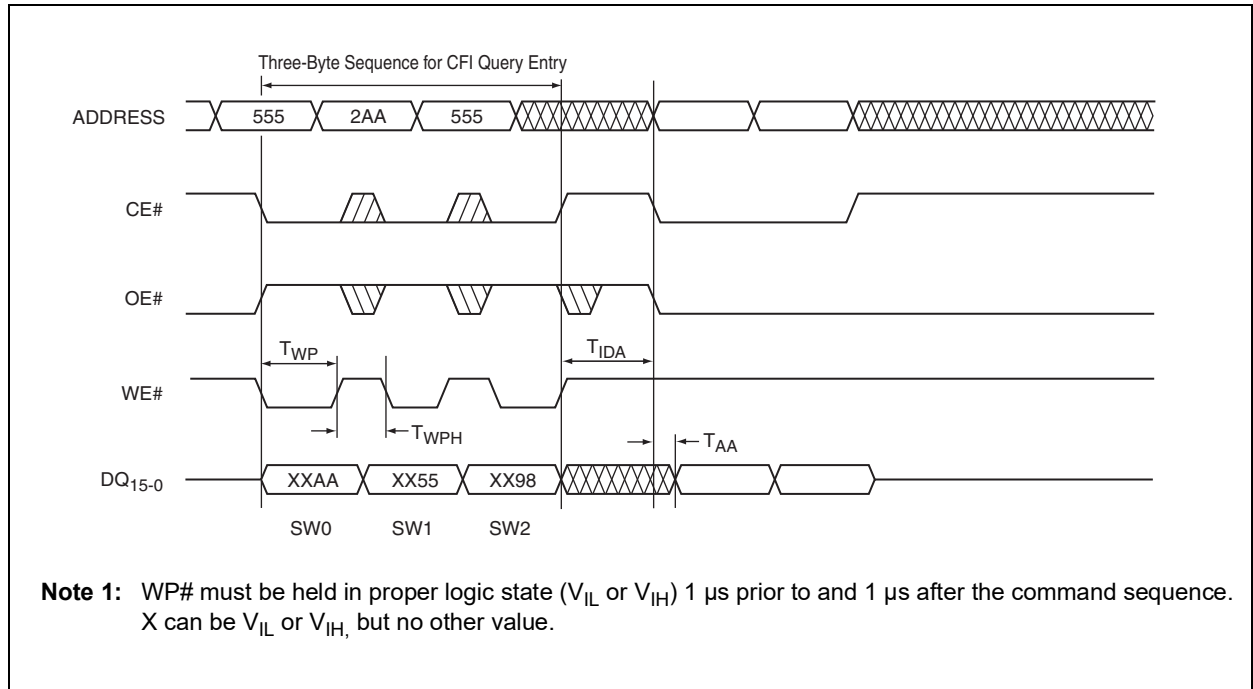 Three-Byte Sequence for CFI Query Entry
ADDRESS 555 2AA 555
CE#
OE#
TWP TIDA
WE#
TWPH TAA
DQ15-0 XXAA XX55 XX98
SW0 SW1 SW2
Note 1: WP# must be held in proper logic state (VIL or VIH) 1 µs prior to and 1 µs after the command sequence.
X can be VIL or VIH, but no other value.